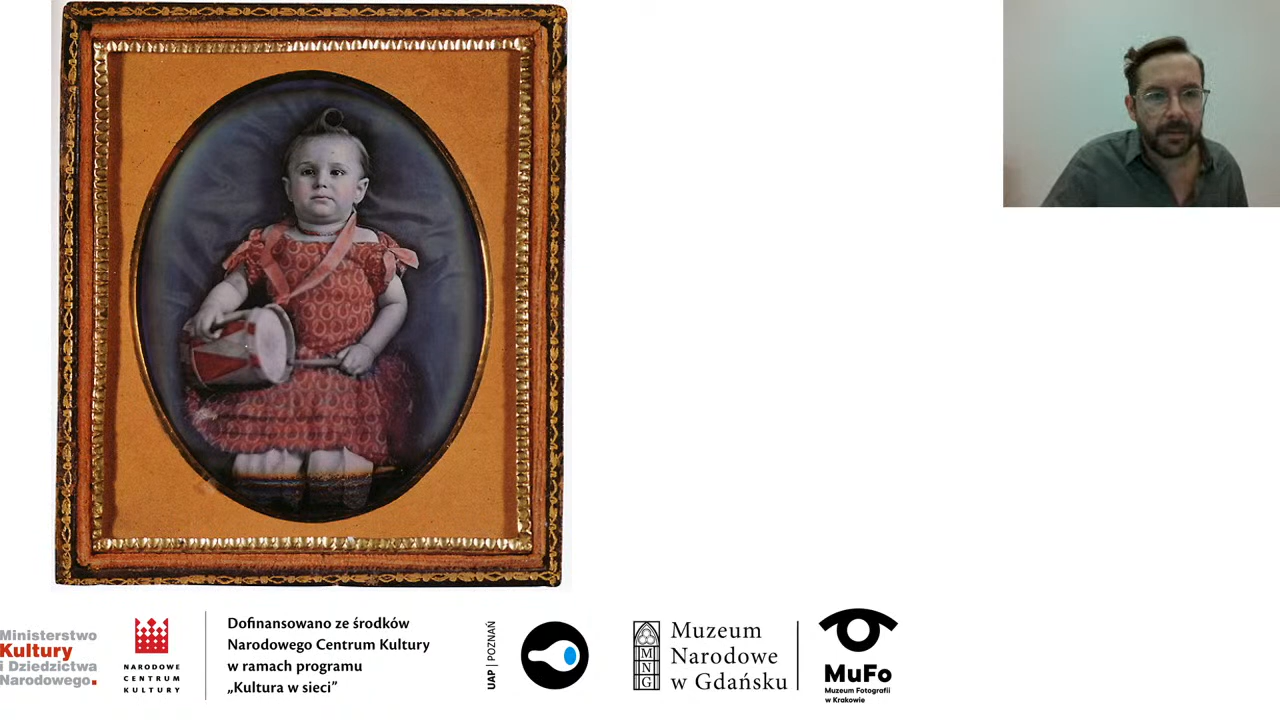 Ministerstwo
Kultury
i Dziedzictwa
Narodowego.
NARODOWE
CENTRUM
KULTURY
Dofinansowano ze środków
Narodowego Centrum Kultury
w ramach programu
„Kultura w sieci”
UAP | POZNAŃ
MNG
Muzeum
Narodowe
w Gdańsku
MuFo
Muzeum Fotografii
w Krakowie